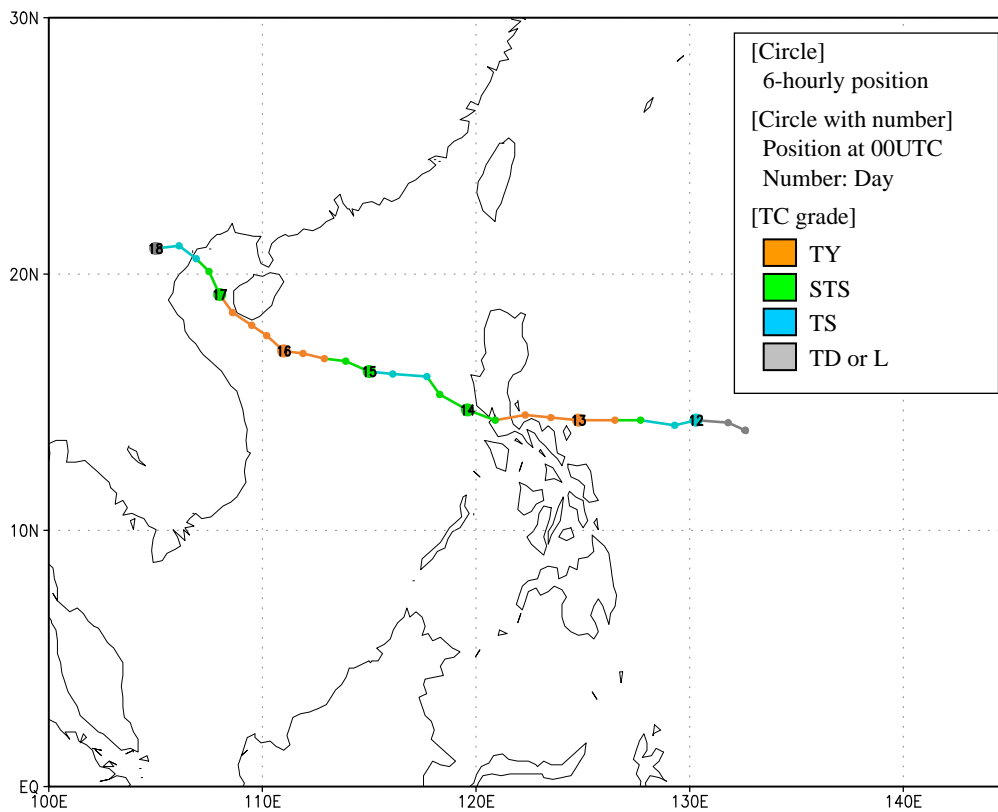 30N
[Circle]
6-hourly position
[Circle with number]
Position at 00UTC
Number: Day
[TC grade]
TY
STS
TS
TD or L
18
20N
17
16
15
14
13
12
10N
EQ
100E
110E
120E
130E
140E